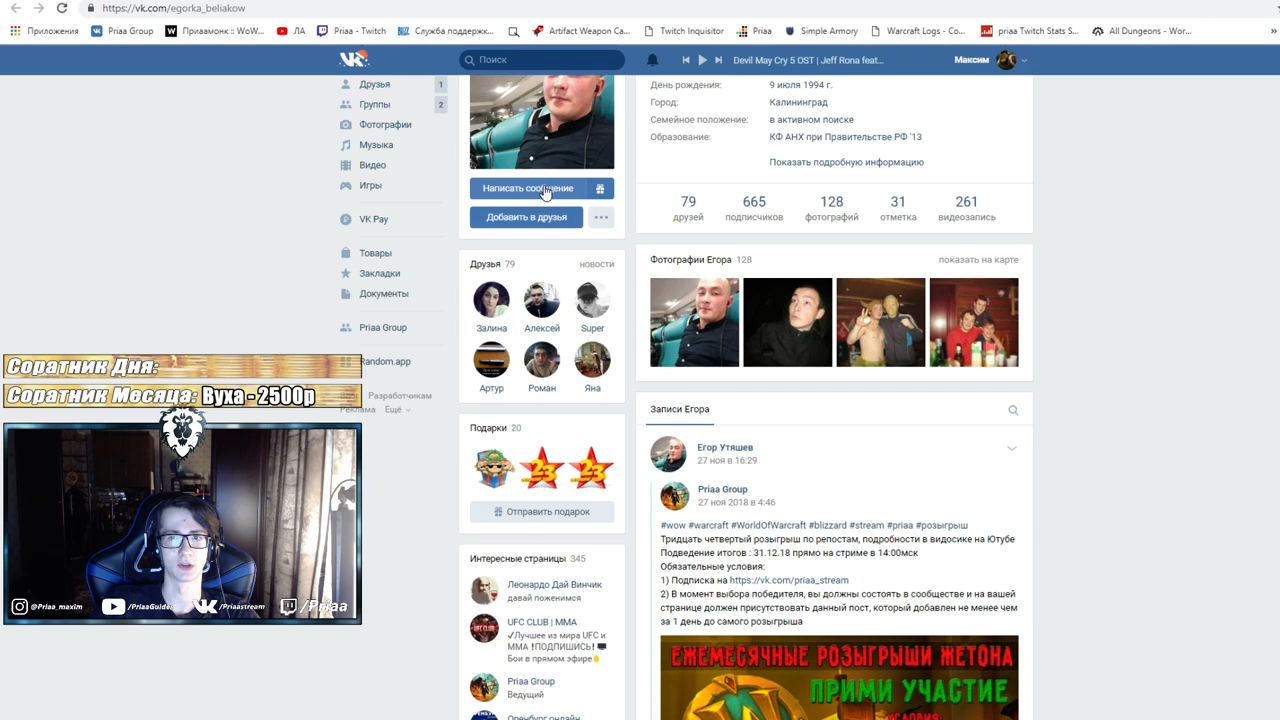 https://vk.com/egorka_beliakow
Приложения
Priaa Group
Приаамонк :: WoW...
ЛА
Priaa - Twitch
Служба поддержк...
Artifact Weapon Ca...
Twitch Inquisitor
Priaa
Simple Armory
Warcraft Logs - Co...
priaa Twitch Stats S...
All Dungeons - Wor...
»
Поиск
Devil May Cry 5 OST | Jeff Rona feat...
Максим
Друзья 1
Группы 2
Фотографии
Музыка
Видео
Игры
VK Pay
Товары
Закладки
Документы
Priaa Group
Random.app
Разработчикам
Реклама Ещё
Соратник Дня:
Соратник Месяца: Вуха - 2500р
@Priaa_maxim
/PriaaGuide
/Priaastream
/Priaa
Написать сообщение
Добавить в друзья
Друзья 79
новости
Залина
Алексей
Super
Артур
Роман
Яна
Подарки 20
23
23
Отправить подарок
Интересные страницы 345
Леонардо Дай Винчик
давай поженимся
UFC CLUB | MMA
✓Лучшее из мира UFC и
MMA !ПОДПИШИСЬ!
Бои в прямом эфире
Priaa Group
Ведущий
Оренбург онлайн
День рождения: 9 июля 1994 г.
Город: Калининград
Семейное положение: в активном поиске
Образование: КФ АНХ при Правительстве РФ '13
Показать подробную информацию
79 друзей
665 подписчиков
128 фотографий
31 отметка
261 видеозапись
Фотографии Егора 128
показать на карте
Записи Егора
Егор Утяшев
27 ноя в 16:29
Priaa Group
27 ноя 2018 в 4:46
#wow #warcraft #WorldOfWarcraft #blizzard #stream #priaa #розыгрыш
Тридцать четвертый розыгрыш по репостам, подробности в видосике на Ютубе
Подведение итогов : 31.12.18 прямо на стриме в 14:00мск
Обязательные условия:
1) Подписка на https://vk.com/priaa_stream
2) В момент выбора победителя, вы должны состоять в сообществе и на вашей
странице должен присутствовать данный пост, который добавлен не менее чем
за 1 день до самого розыгрыша
ЕЖЕМЕСЯЧНЫЕ РОЗЫГРЫШИ ЖЕТОНА
ПРИМИ УЧАСТИЕ
УСЛОВИЯ